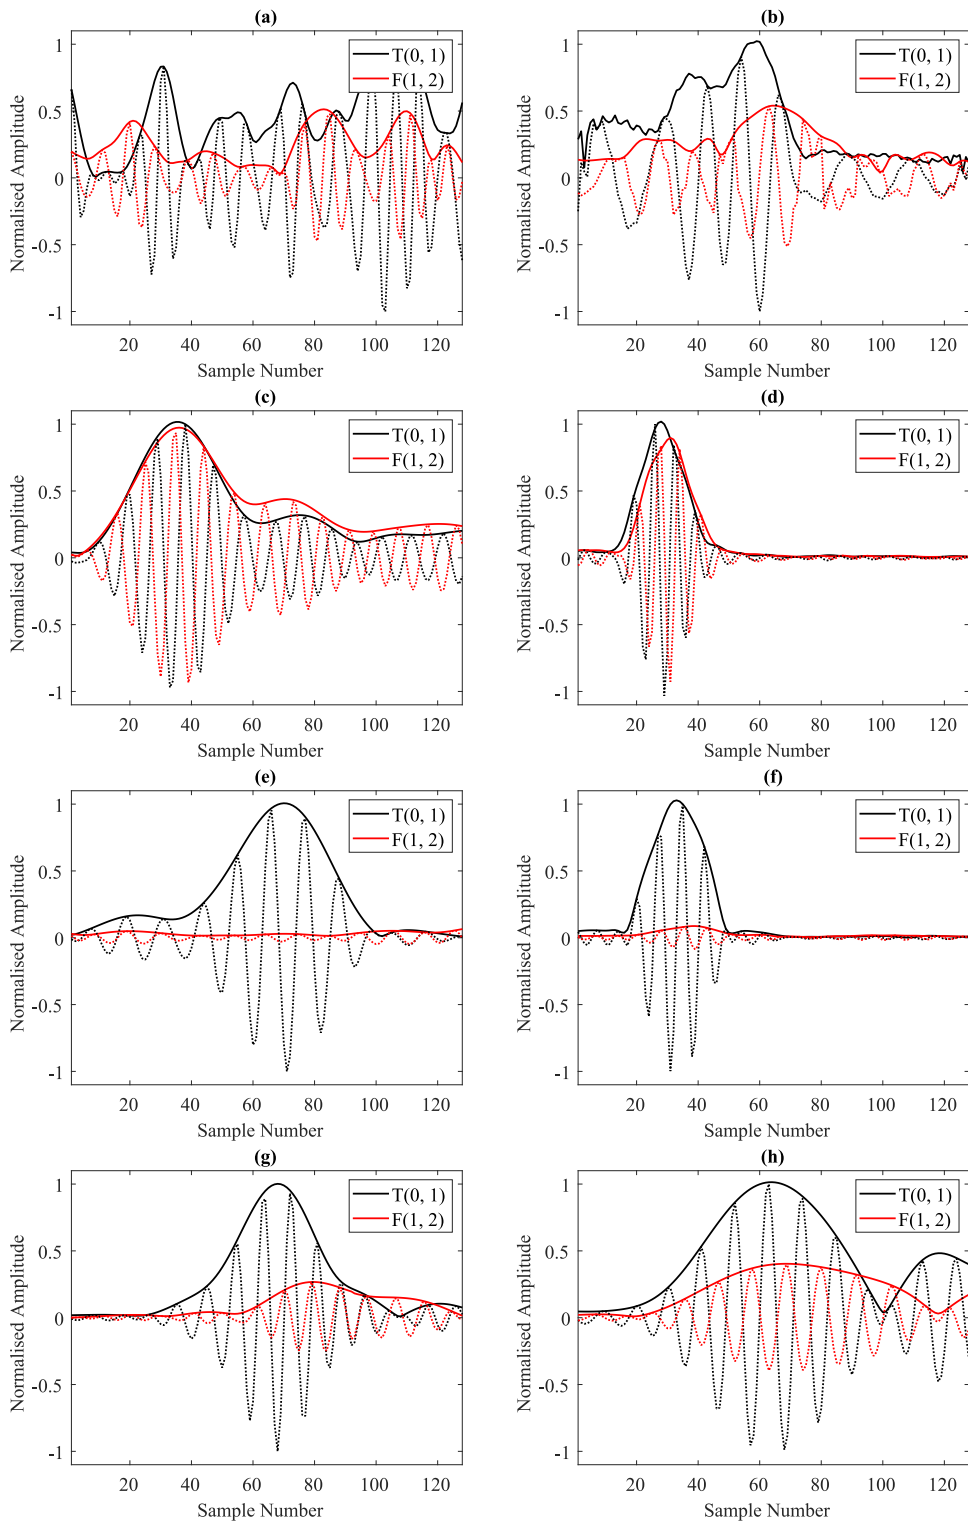 (a)
1
0.5
0
-0.5
-1
Normalised Amplitude
T(0, 1)
F(1, 2)
20 40 60 80 100 120
Sample Number
(b)
1
0.5
0
-0.5
-1
Normalised Amplitude
T(0, 1)
F(1, 2)
20 40 60 80 100 120
Sample Number
(c)
1
0.5
0
-0.5
-1
Normalised Amplitude
T(0, 1)
F(1, 2)
20 40 60 80 100 120
Sample Number
(d)
1
0.5
0
-0.5
-1
Normalised Amplitude
T(0, 1)
F(1, 2)
20 40 60 80 100 120
Sample Number
(e)
1
0.5
0
-0.5
-1
Normalised Amplitude
T(0, 1)
F(1, 2)
20 40 60 80 100 120
Sample Number
(f)
1
0.5
0
-0.5
-1
Normalised Amplitude
T(0, 1)
F(1, 2)
20 40 60 80 100 120
Sample Number
(g)
1
0.5
0
-0.5
-1
Normalised Amplitude
T(0, 1)
F(1, 2)
20 40 60 80 100 120
Sample Number
(h)
1
0.5
0
-0.5
-1
Normalised Amplitude
T(0, 1)
F(1, 2)
20 40 60 80 100 120
Sample Number